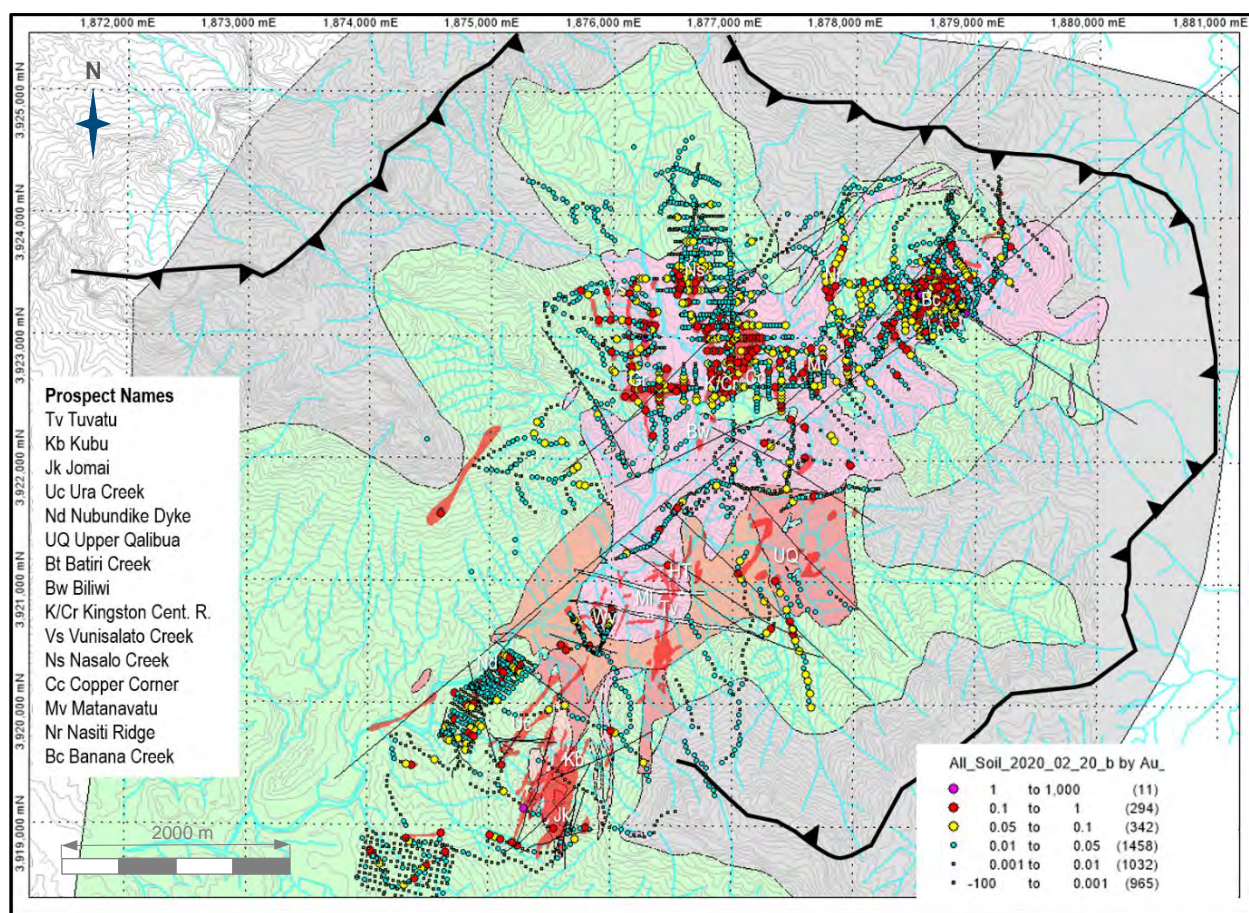 1,872,000 mE 1,873,000 mE 1,874,000 mE 1,875,000 mE 1,876,000 mE 1,877,000 mE 1,878,000 mE 1,879,000 mE 1,880,000 mE 1,881,000 mE
N
3,925,000 mN
3,924,000 mN
3,923,000 mN
3,922,000 mN
3,921,000 mN
3,920,000 mN
3,919,000 mN
Ns
Vs
Nr
Bc
Mv
K/Cr
UQ
HT
Tv
Nd
Kb
Jk
Prospect Names
Tv Tuvatu
Kb Kubu
Jk Jomai
Uc Ura Creek
Nd Nubundike Dyke
UQ Upper Qalibua
Bt Batiri Creek
Bw Biliwi
K/Cr Kingston Cent. R.
Vs Vunisalato Creek
Ns Nasalo Creek
Cc Copper Corner
Mv Matanavatu
Nr Nasiti Ridge
Bc Banana Creek
2000 m
All_Soil_2020_02_20_b by Au_
1 to 1,000 (11)
0.1 to 1 (294)
0.05 to 0.1 (342)
0.01 to 0.05 (1458)
0.001 to 0.01 (1032)
-100 to 0.001 (965)